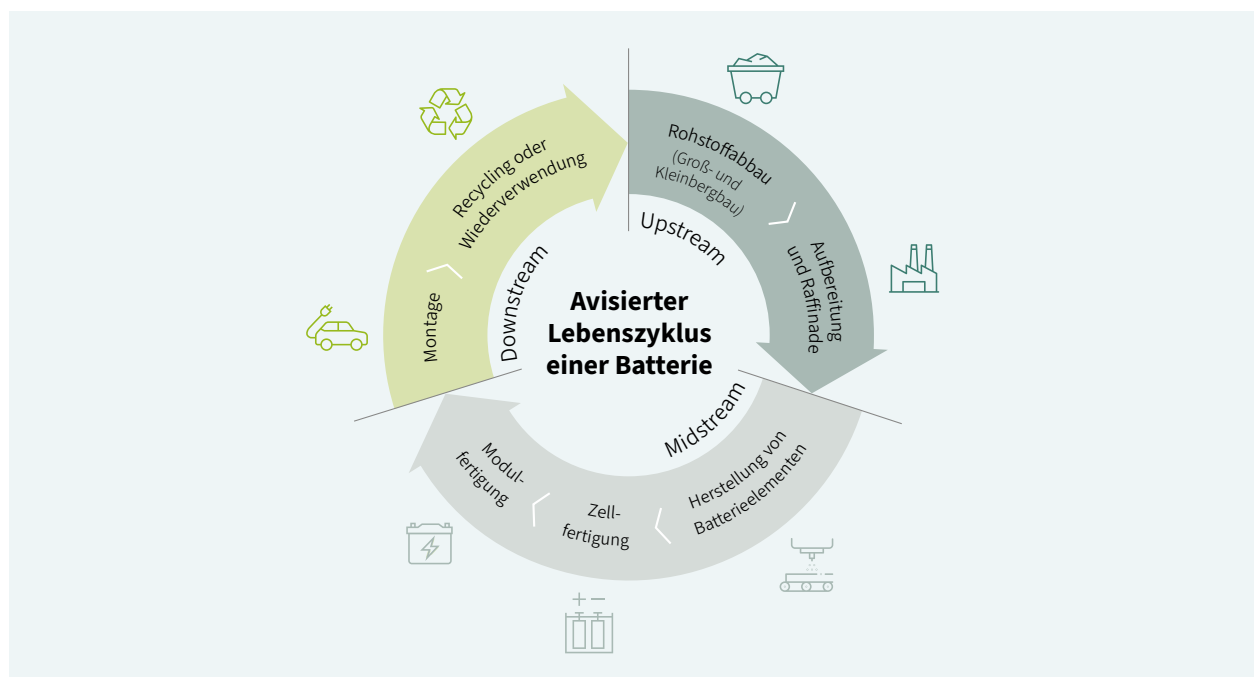 Avisierter
Lebenszyklus
einer Batterie
Upstream
Rohstoffabbau
(Groß- und
Kleinbergbau)
Aufbereitung
und Raffinade
Midstream
Herstellung von
Batterieelementen
Zell-
fertigung
Modul-
fertigung
Downstream
Montage
Recycling oder
Wiederverwendung